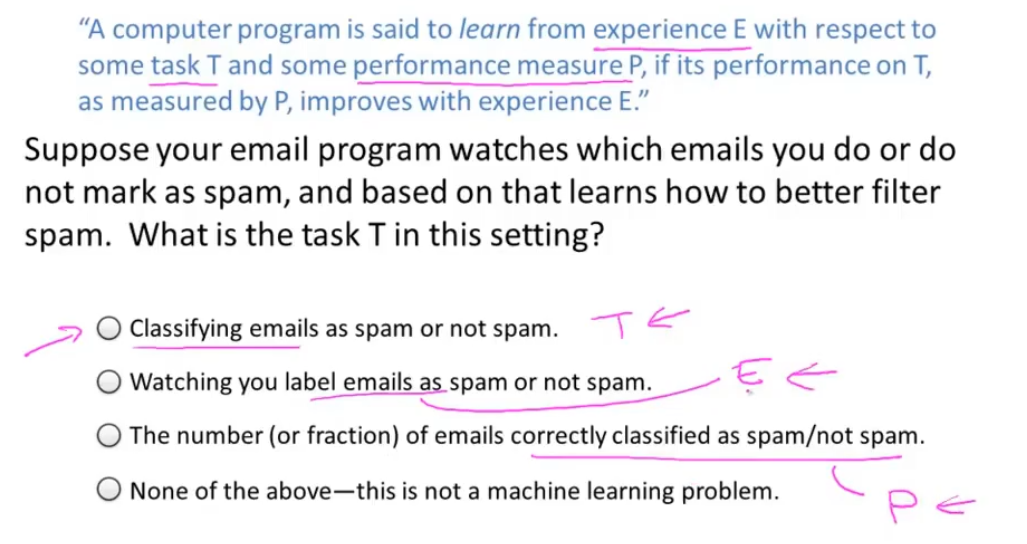 “A computer program is said to learn from experience E with respect to
some task T and some performance measure P, if its performance on T,
as measured by P, improves with experience E.”
Suppose your email program watches which emails you do or do
not mark as spam, and based on that learns how to better filter
spam.  What is the task T in this setting?
Classifying emails as spam or not spam. T ←
Watching you label emails as spam or not spam. E ←
The number (or fraction) of emails correctly classified as spam/not spam.
None of the above—this is not a machine learning problem.
P ←